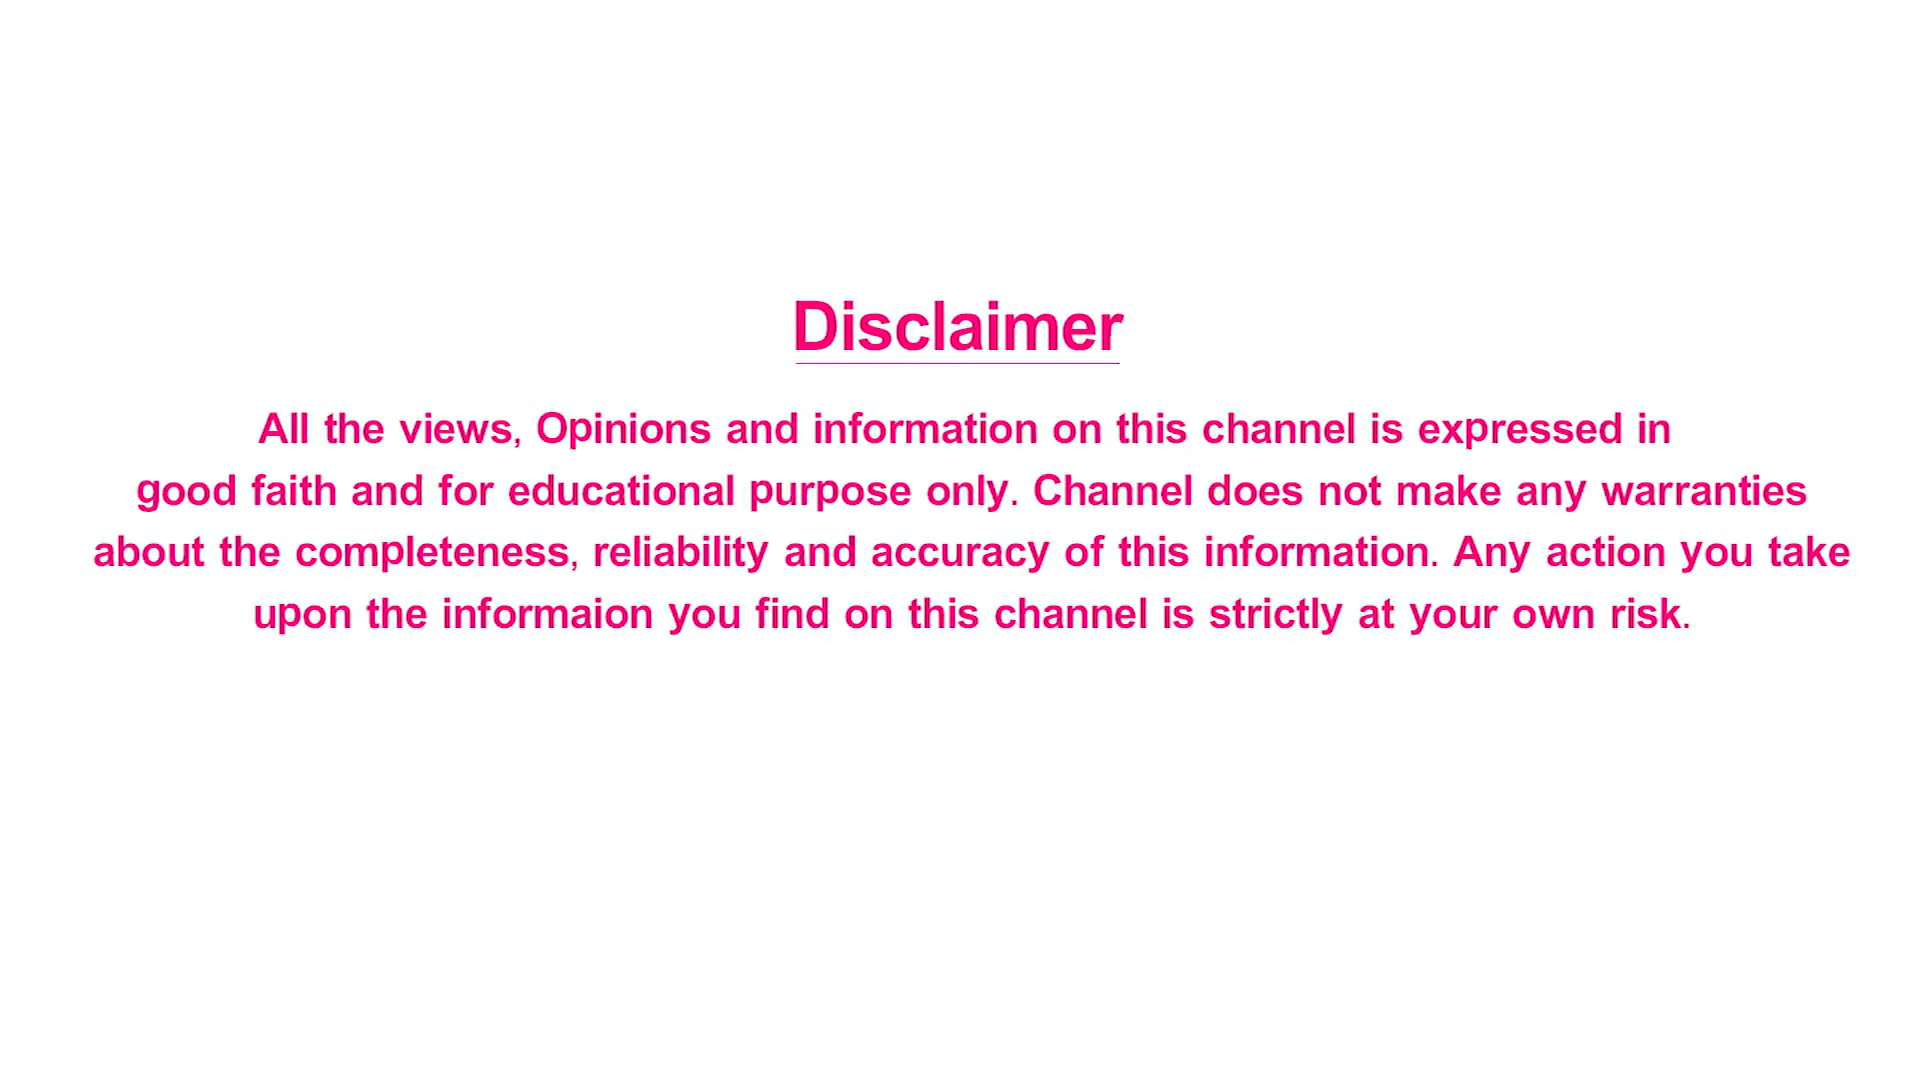 Disclaimer
All the views, Opinions and information on this channel is expressed in
good faith and for educational purpose only. Channel does not make any warranties
about the completeness, reliability and accuracy of this information. Any action you take
upon the informaion you find on this channel is strictly at your own risk.